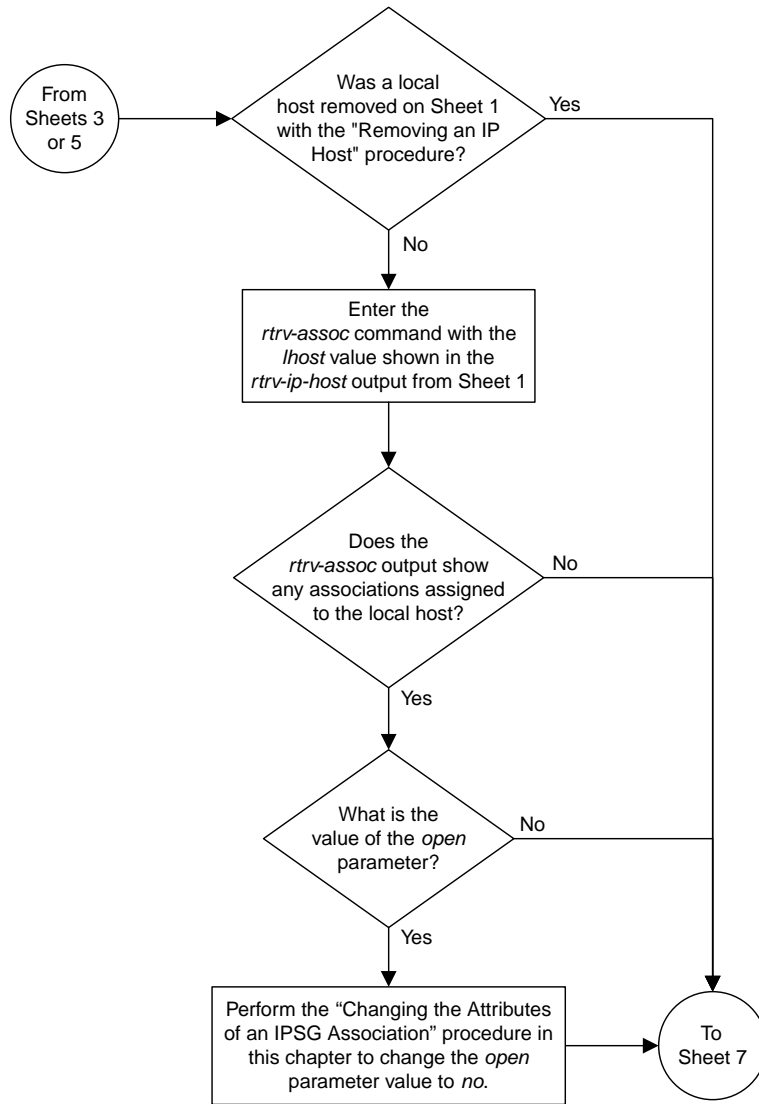 From
Sheets 3
or 5
Was a local
host removed on Sheet 1
with the "Removing an IP
Host" procedure?
Yes
No
Enter the
rtrv-assoc command with the
lhost value shown in the
rtrv-ip-host output from Sheet 1
Does the
rtrv-assoc output show
any associations assigned
to the local host?
No
Yes
What is the
value of the open
parameter?
No
Yes
Perform the “Changing the Attributes
of an IPSG Association” procedure in
this chapter to change the open
parameter value to no.
To
Sheet 7